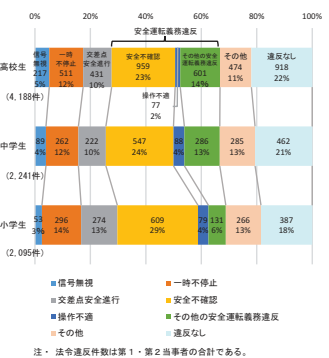 0% 20% 40% 60% 80% 100%
安全運転義務違反
高校生
(4,188件)
信号無視 217 5%
一時不停止 511 12%
交差点安全進行 431 10%
安全不確認 959 23%
操作不適 77 2%
その他の安全運転義務違反 601 14%
その他 474 11%
違反なし 918 22%
中学生
(2,241件)
89 4%
262 12%
222 10%
547 24%
88 4%
286 13%
285 13%
462 21%
小学生
(2,095件)
53 3%
296 14%
274 13%
609 29%
79 4%
131 6%
266 13%
387 18%
信号無視
一時不停止
交差点安全進行
安全不確認
操作不適
その他の安全運転義務違反
その他
違反なし
注・ 法令違反件数は第1・第2当事者の合計である。